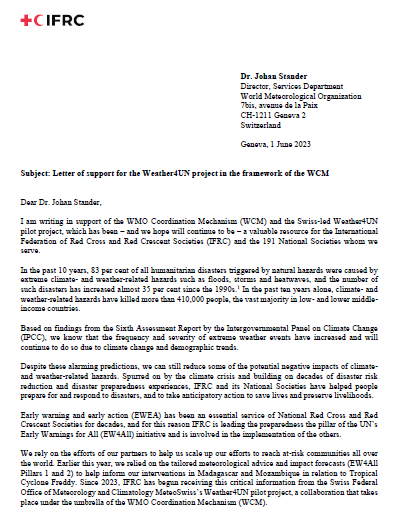 IFRC
Dr. Johan Stander
Director, Services Department
World Meteorological Organization
7bis, avenue de la Paix
CH-1211 Geneva 2
Switzerland
Geneva, 1 June 2023
Subject: Letter of support for the Weather4UN project in the framework of the WCM
Dear Dr. Johan Stander,
I am writing in support of the WMO Coordination Mechanism (WCM) and the Swiss-led Weather4UN
pilot project, which has been – and we hope will continue to be – a valuable resource for the International
Federation of Red Cross and Red Crescent Societies (IFRC) and the 191 National Societies whom we
serve.
In the past 10 years, 83 per cent of all humanitarian disasters triggered by natural hazards were caused by
extreme climate- and weather-related hazards such as floods, storms and heatwaves, and the number of
such disasters has increased almost 35 per cent since the 1990s.¹ In the past ten years alone, climate- and
weather-related hazards have killed more than 410,000 people, the vast majority in low- and lower middle-
income countries.
Based on findings from the Sixth Assessment Report by the Intergovernmental Panel on Climate Change
(IPCC), we know that the frequency and severity of extreme weather events have increased and will
continue to do so due to climate change and demographic trends.
Despite these alarming predictions, we can still reduce some of the potential negative impacts of climate-
and weather-related hazards. Spurred on by the climate crisis and building on decades of disaster risk
reduction and disaster preparedness experiences, IFRC and its National Societies have helped people
prepare for and respond to disasters, and to take anticipatory action to save lives and preserve livelihoods.
Early warning and early action (EWEA) has been an essential service of National Red Cross and Red
Crescent Societies for decades, and for this reason IFRC is leading the preparedness the pillar of the UN's
Early Warnings for All (EW4All) initiative and is involved in the implementation of the others.
We rely on the efforts of our partners to help us scale up our efforts to reach at-risk communities all over
the world. Earlier this year, we relied on the tailored meteorological advice and impact forecasts (EW4All
Pillars 1 and 2) to help inform our interventions in Madagascar and Mozambique in relation to Tropical
Cyclone Freddy. Since 2023, IFRC has begun receiving this critical information from the Swiss Federal
Office of Meteorology and Climatology MeteoSwiss's Weather4UN pilot project, a collaboration that takes
place under the umbrella of the WMO Coordination Mechanism (WCM).